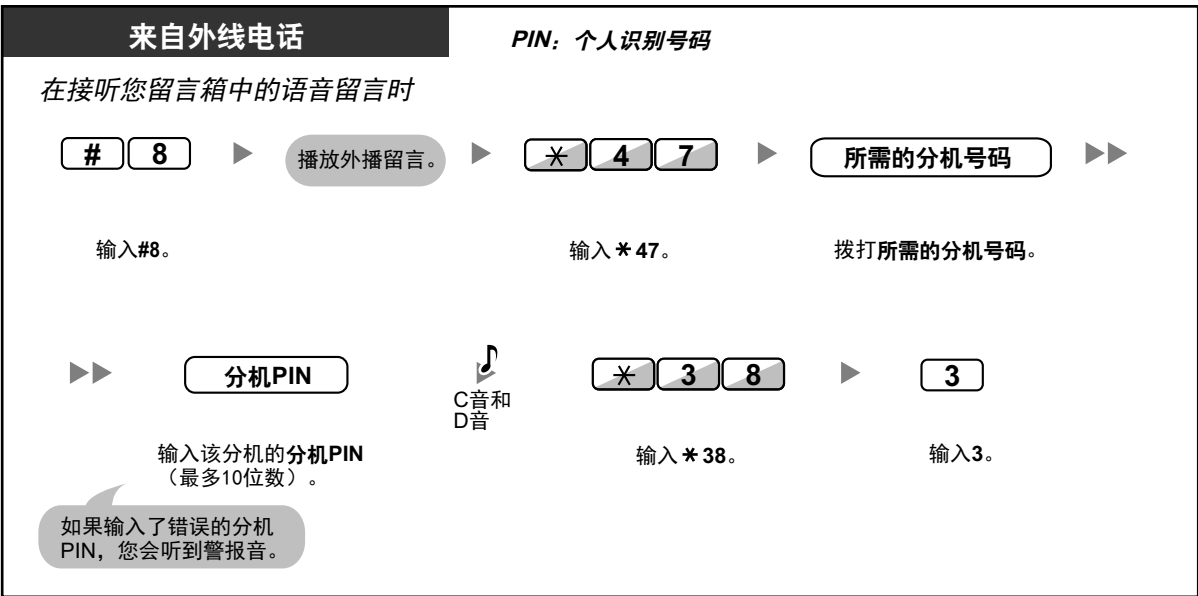 来自外线电话
PIN：个人识别号码
在接听您留言箱中的语音留言时
# 8
播放外播留言。
* 4 7
所需的分机号码
输入#8。
输入*47。
拨打所需的分机号码。
分机PIN
C音和
D音
* 3 8
3
输入该分机的分机PIN
（最多10位数）。
输入*38。
输入3。
如果输入了错误的分机
PIN，您会听到警报音。